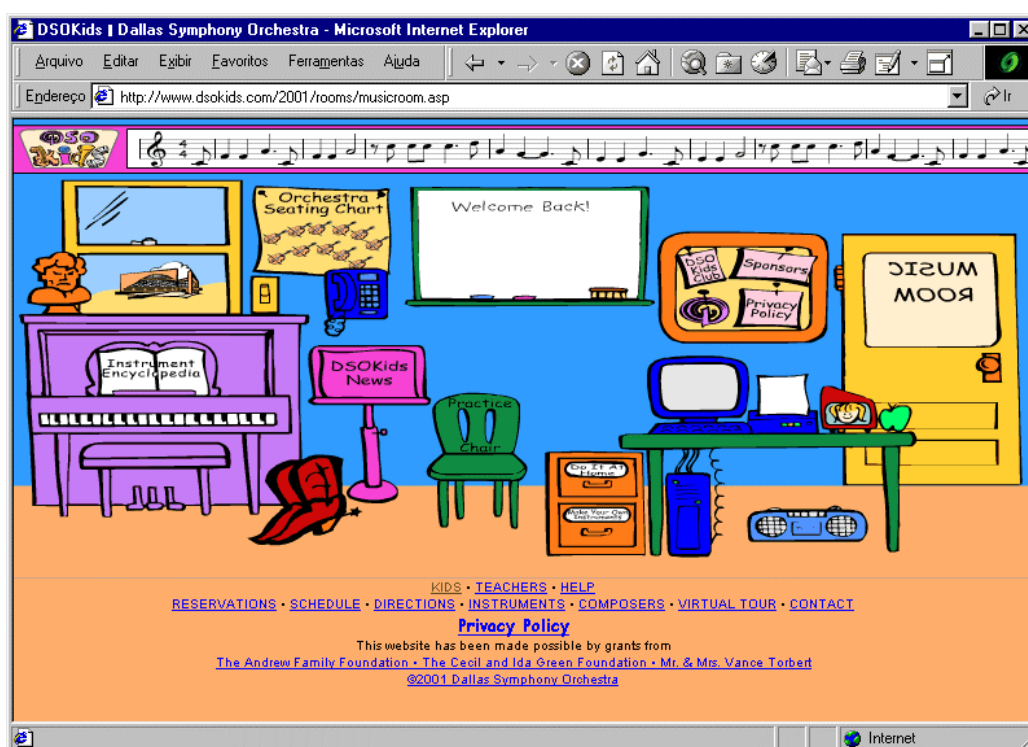 DSOKids || Dallas Symphony Orchestra - Microsoft Internet Explorer
Arquivo Editar Exibir Favoritos Ferramentas Ajuda
Endereço http://www.dsokids.com/2001/rooms/musicroom.asp Ir
DSO kids
Orchestra
Seating Chart
Welcome Back!
DSO
Kids
Club
Sponsors
Privacy
Policy
MUSIC
ROOM
Instrument
Encyclopedia
DSOKids
News
Practice
Chair
Do It At
Home
Make Your Own
Instruments
KIDS • TEACHERS • HELP
RESERVATIONS • SCHEDULE • DIRECTIONS • INSTRUMENTS • COMPOSERS • VIRTUAL TOUR • CONTACT
Privacy Policy
This website has been made possible by grants from
The Andrew Family Foundation • The Cecil and Ida Green Foundation • Mr. & Mrs. Vance Torbert
©2001 Dallas Symphony Orchestra
Internet